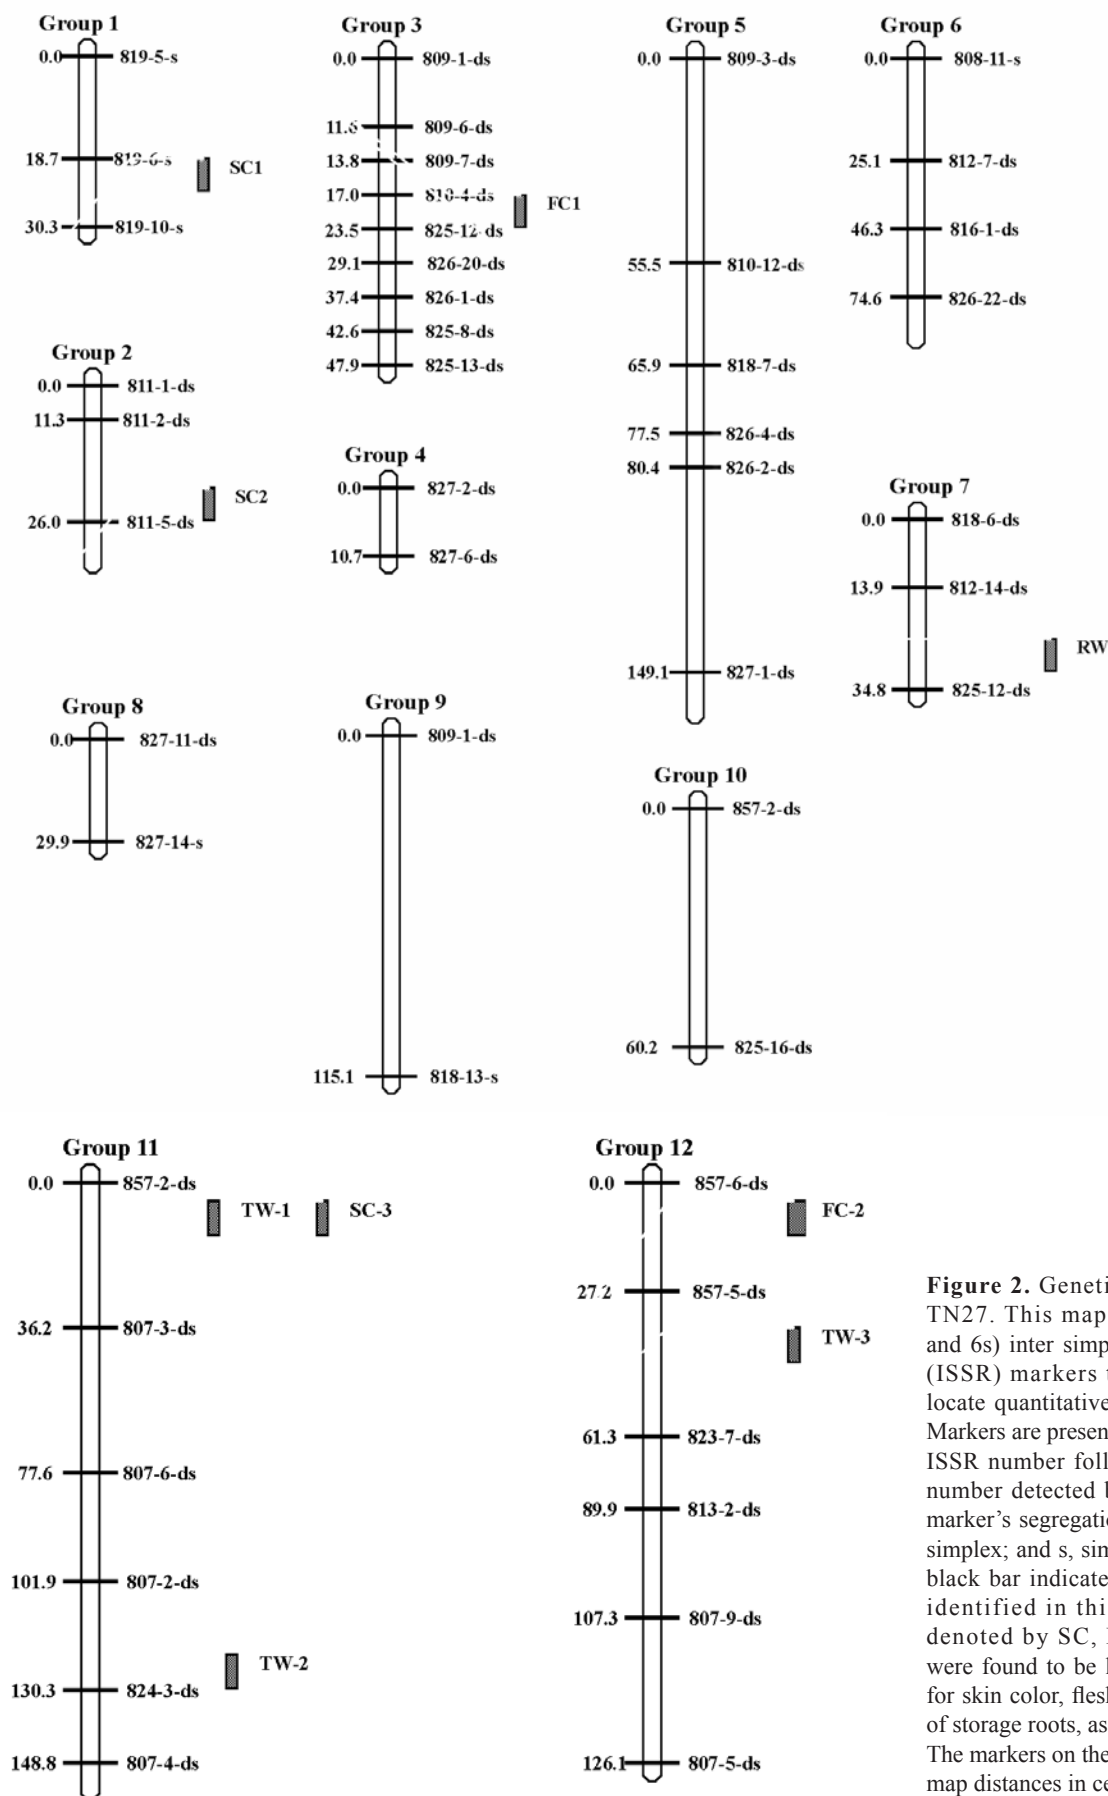 Group 1
0.0 819-5-s
18.7 819-6-s
30.3 819-10-s
SC1
Group 2
0.0 811-1-ds
11.3 811-2-ds
26.0 811-5-ds
SC2
Group 3
0.0 809-1-ds
11.6 809-6-ds
13.8 809-7-ds
17.0 810-4-ds
23.5 825-12-ds
29.1 826-20-ds
37.4 826-1-ds
42.6 825-8-ds
47.9 825-13-ds
FC1
Group 4
0.0 827-2-ds
10.7 827-6-ds
Group 5
0.0 809-3-ds
55.5 810-12-ds
65.9 818-7-ds
77.5 826-4-ds
80.4 826-2-ds
149.1 827-1-ds
Group 6
0.0 808-11-s
25.1 812-7-ds
46.3 816-1-ds
74.6 826-22-ds
Group 7
0.0 818-6-ds
13.9 812-14-ds
34.8 825-12-ds
RW
Group 8
0.0 827-11-ds
29.9 827-14-s
Group 9
0.0 809-1-ds
115.1 818-13-s
Group 10
0.0 857-2-ds
60.2 825-16-ds
Group 11
0.0 857-2-ds
36.2 807-3-ds
77.6 807-6-ds
101.9 807-2-ds
130.3 824-3-ds
148.8 807-4-ds
TW-1 SC-3
TW-2
Group 12
0.0 857-6-ds
27.2 857-5-ds
61.3 823-7-ds
89.9 813-2-ds
107.3 807-9-ds
126.1 807-5-ds
FC-2
TW-3
Figure 2. Geneti
TN27. This map
and 6s) inter simp
(ISSR) markers t
locate quantitative
Markers are presen
ISSR number foll
number detected b
marker's segregatio
simplex; and s, sim
black bar indicate
identified in thi
denoted by SC,
were found to be l
for skin color, flesh
of storage roots, as
The markers on the
map distances in ce